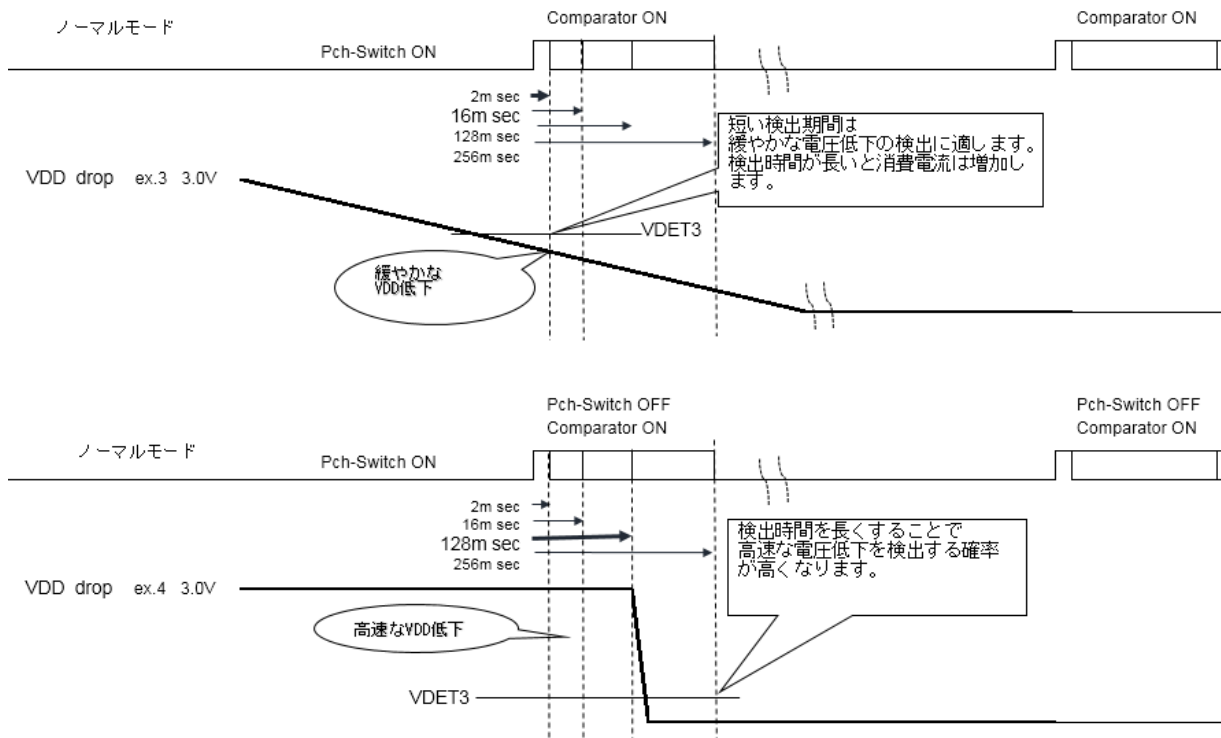 ノーマルモード
Comparator ON
Comparator ON
Pch-Switch ON
2m sec
16m sec
128m sec
256m sec
短い検出期間は
緩やかな電圧低下の検出に適します。
検出時間が長いと消費電流は増加し
ます。
VDD drop ex.3 3.0V
VDET3
緩やかな
VDD低下
Pch-Switch OFF
Comparator ON
Pch-Switch OFF
Comparator ON
ノーマルモード
Pch-Switch ON
2m sec
16m sec
128m sec
256m sec
検出時間を長くすることで
高速な電圧低下を検出する確率
が高くなります。
VDD drop ex.4 3.0V
高速なVDD低下
VDET3